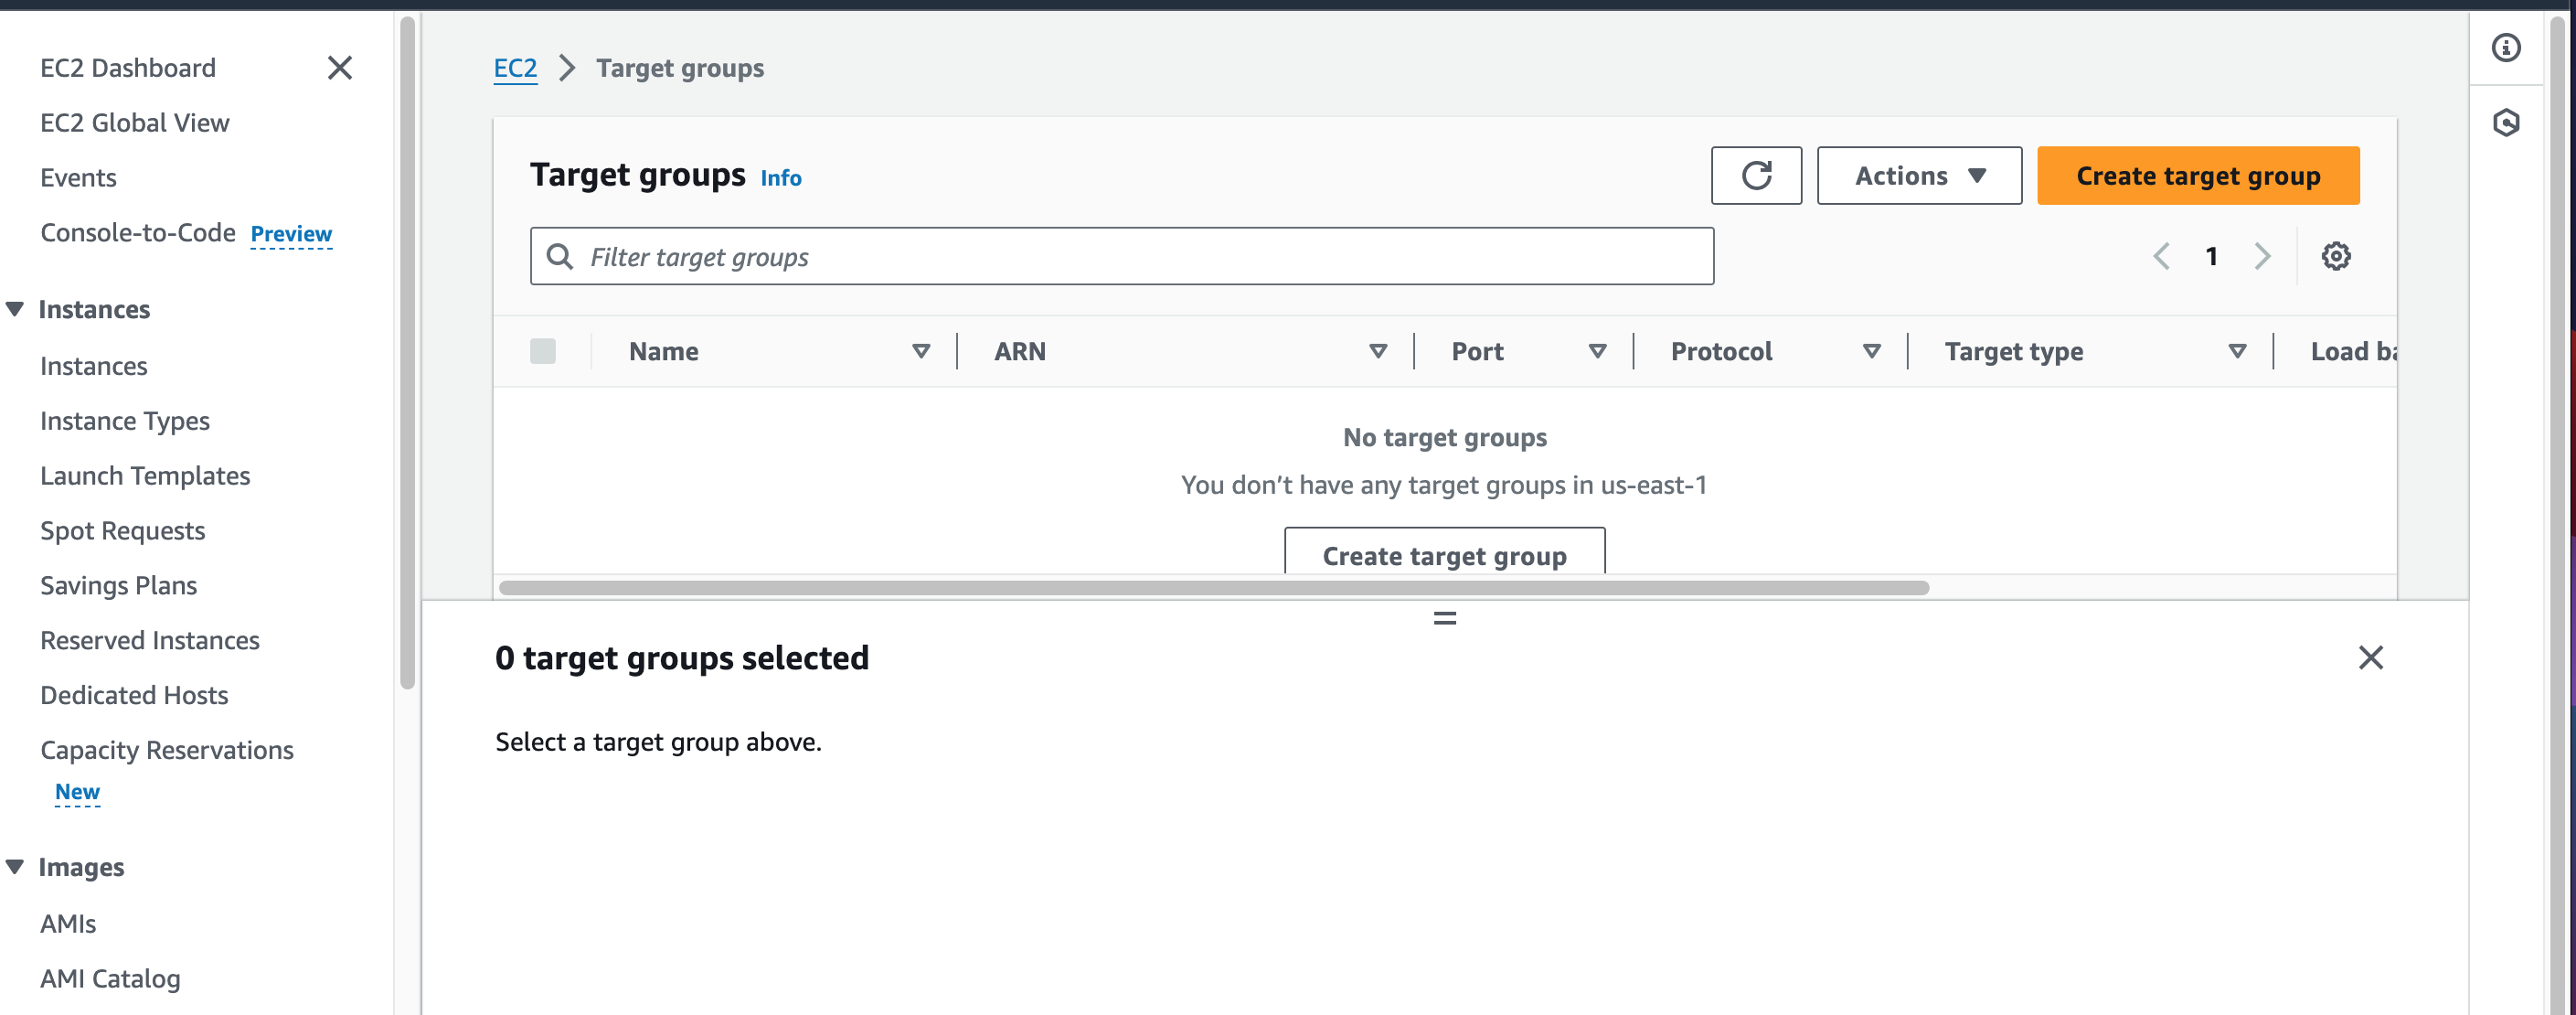 EC2 Dashboard
EC2 Global View
Events
Console-to-Code Preview
Instances
Instances
Instance Types
Launch Templates
Spot Requests
Savings Plans
Reserved Instances
Dedicated Hosts
Capacity Reservations
New
Images
AMIs
AMI Catalog
EC2 > Target groups
Target groups Info
Actions
Create target group
Filter target groups
1
Name ARN Port Protocol Target type Load ba
No target groups
You don't have any target groups in us-east-1
Create target group
0 target groups selected
Select a target group above.